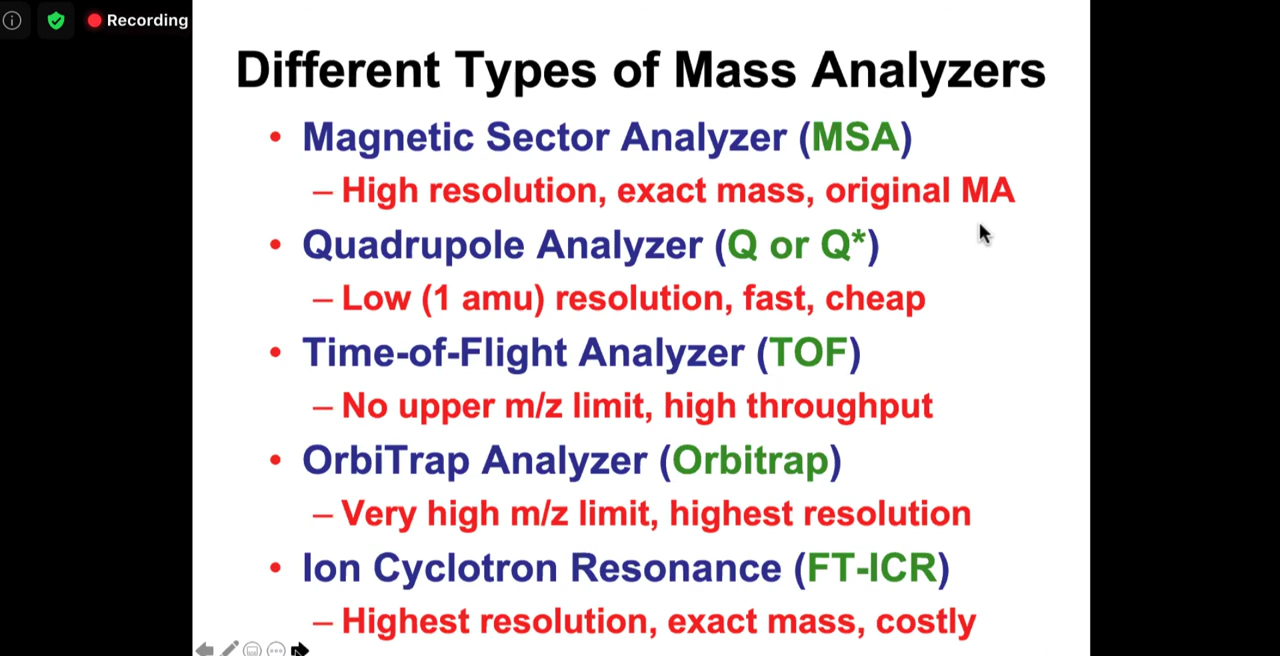 Recording
Different Types of Mass Analyzers
• Magnetic Sector Analyzer (MSA)
– High resolution, exact mass, original MA
• Quadrupole Analyzer (Q or Q*)
– Low (1 amu) resolution, fast, cheap
• Time-of-Flight Analyzer (TOF)
– No upper m/z limit, high throughput
• OrbiTrap Analyzer (Orbitrap)
– Very high m/z limit, highest resolution
• Ion Cyclotron Resonance (FT-ICR)
– Highest resolution, exact mass, costly